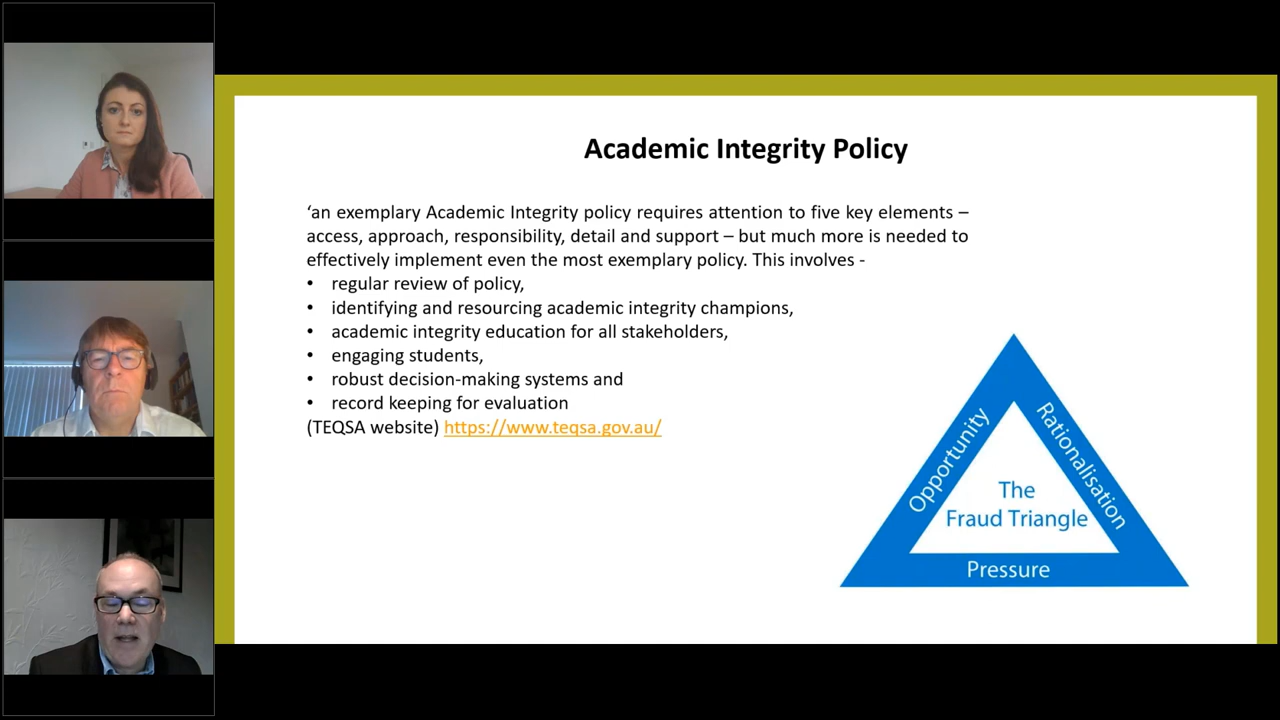 Academic Integrity Policy
‘an exemplary Academic Integrity policy requires attention to five key elements –
access, approach, responsibility, detail and support – but much more is needed to
effectively implement even the most exemplary policy. This involves -
• regular review of policy,
• identifying and resourcing academic integrity champions,
• academic integrity education for all stakeholders,
• engaging students,
• robust decision-making systems and
• record keeping for evaluation
(TEQSA website) https://www.teqsa.gov.au/
Opportunity
Rationalisation
The
Fraud Triangle
Pressure